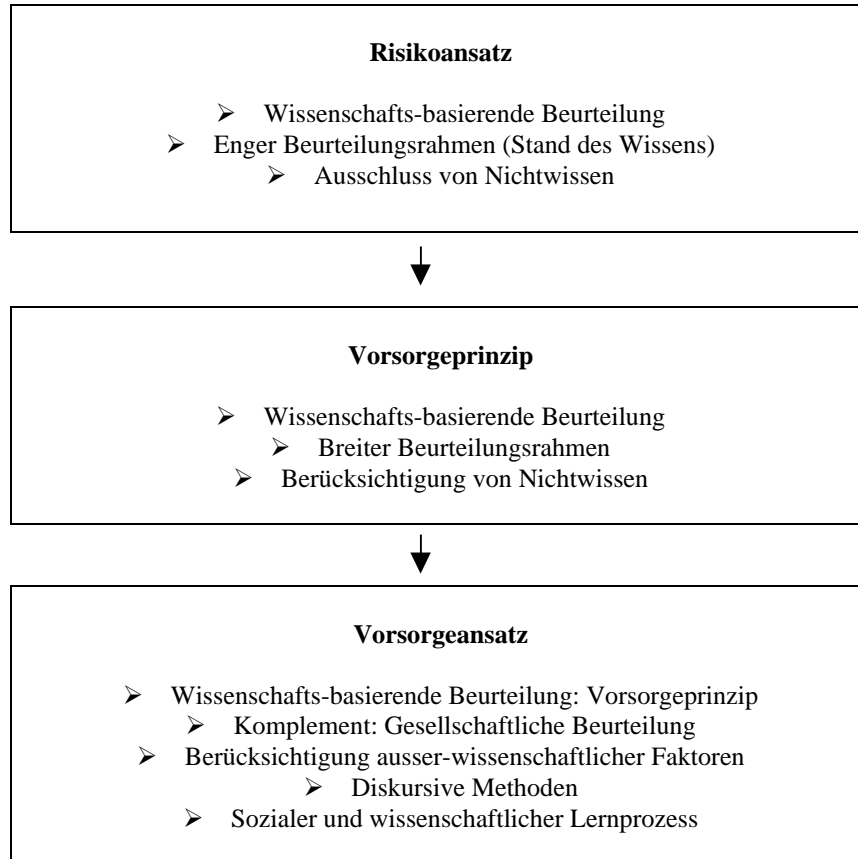 Risikoansatz
➢ Wissenschafts-basierende Beurteilung
➢ Enger Beurteilungsrahmen (Stand des Wissens)
➢ Ausschluss von Nichtwissen
Vorsorgeprinzip
➢ Wissenschafts-basierende Beurteilung
➢ Breiter Beurteilungsrahmen
➢ Berücksichtigung von Nichtwissen
Vorsorgeansatz
➢ Wissenschafts-basierende Beurteilung: Vorsorgeprinzip
➢ Komplement: Gesellschaftliche Beurteilung
➢ Berücksichtigung ausser-wissenschaftlicher Faktoren
➢ Diskursive Methoden
➢ Sozialer und wissenschaftlicher Lernprozess